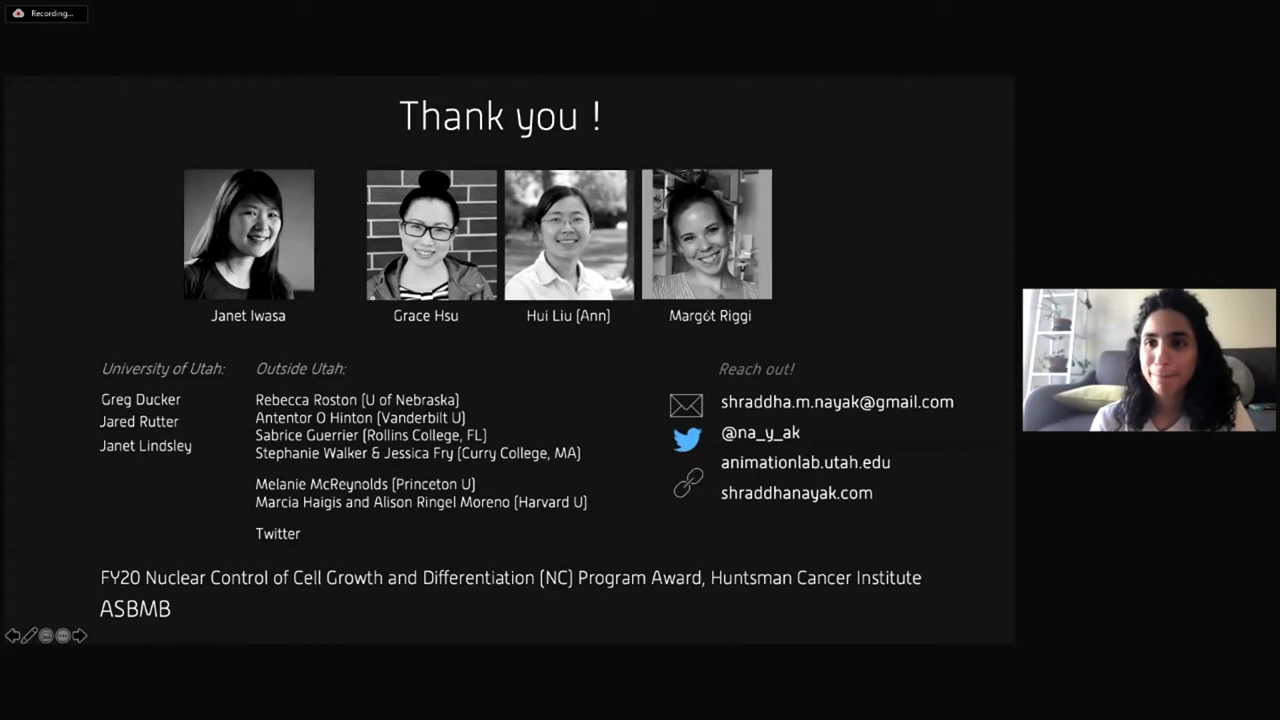 Recording...
Thank you !
Janet Iwasa
Grace Hsu
Hui Liu (Ann)
Margot Riggi
University of Utah:
Greg Ducker
Jared Rutter
Janet Lindsley
Outside Utah:
Rebecca Roston (U of Nebraska)
Antentor O Hinton (Vanderbilt U)
Sabrice Guerrier (Rollins College, FL)
Stephanie Walker & Jessica Fry (Curry College, MA)
Melanie McReynolds (Princeton U)
Marcia Haigis and Alison Ringel Moreno (Harvard U)
Twitter
Reach out!
shraddha.m.nayak@gmail.com
@na_y_ak
animationlab.utah.edu
shraddhanayak.com
FY20 Nuclear Control of Cell Growth and Differentiation (NC) Program Award, Huntsman Cancer Institute
ASBMB